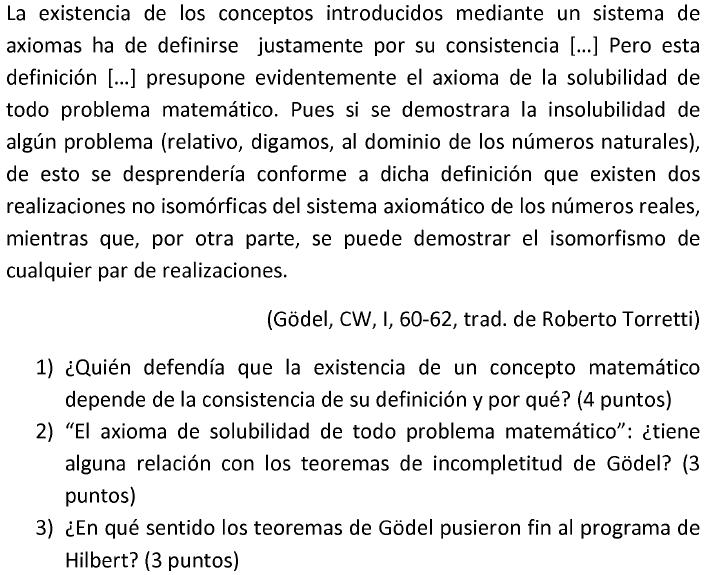 La existencia de los conceptos introducidos mediante un sistema de
axiomas ha de definirse justamente por su consistencia [...] Pero esta
definición [...] presupone evidentemente el axioma de la solubilidad de
todo problema matemático. Pues si se demostrara la insolubilidad de
algún problema (relativo, digamos, al dominio de los números naturales),
de esto se desprendería conforme a dicha definición que existen dos
realizaciones no isomórficas del sistema axiomático de los números reales,
mientras que, por otra parte, se puede demostrar el isomorfismo de
cualquier par de realizaciones.
(Gödel, CW, I, 60-62, trad. de Roberto Torretti)
1) ¿Quién defendía que la existencia de un concepto matemático
depende de la consistencia de su definición y por qué? (4 puntos)
2) “El axioma de solubilidad de todo problema matemático”: ¿tiene
alguna relación con los teoremas de incompletitud de Gödel? (3
puntos)
3) ¿En qué sentido los teoremas de Gödel pusieron fin al programa de
Hilbert? (3 puntos)